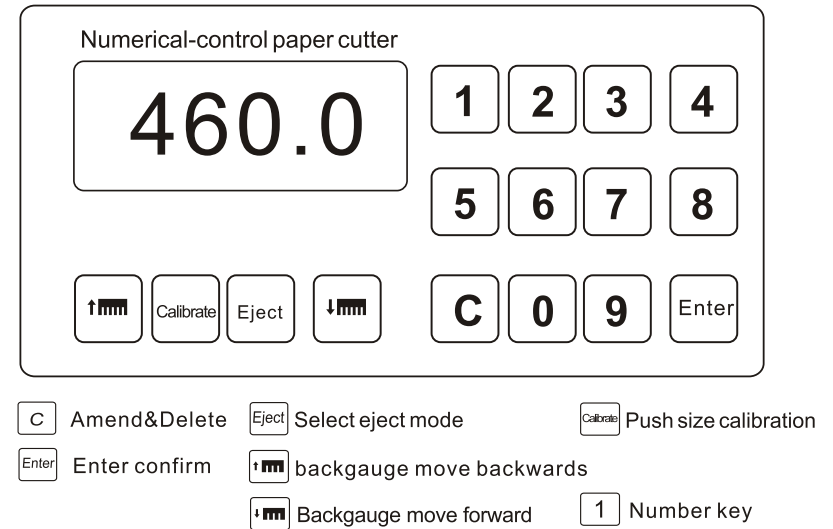 Numerical-control paper cutter
460.0
1 2 3 4
5 6 7 8
Calibrate Eject C 0 9 Enter
C Amend&Delete Eject Select eject mode Calibrate Push size calibration
Enter Enter confirm backgauge move backwards
Backgauge move forward 1 Number key